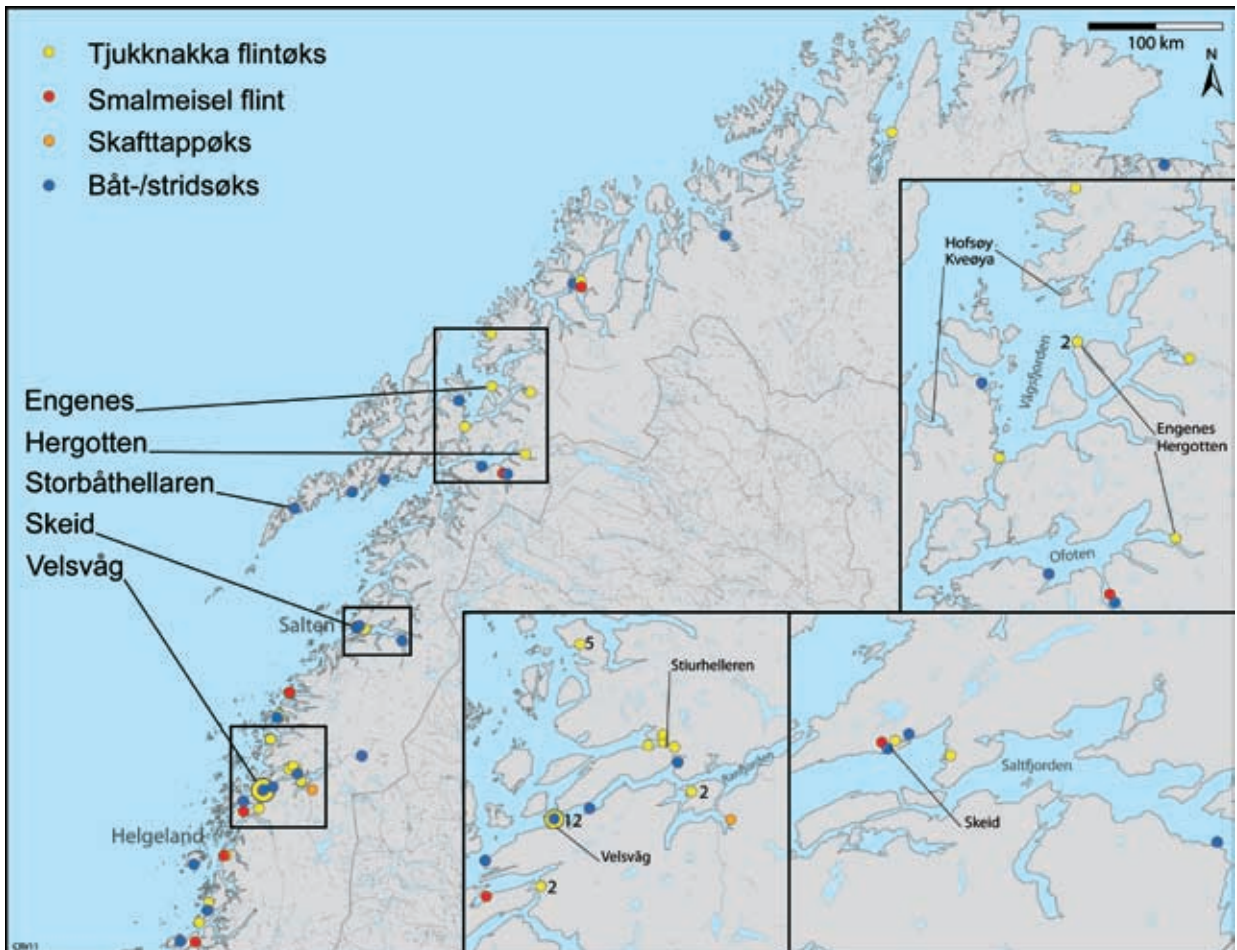 Tjukknakka flintøks
Smalmeisel flint
Skafttappøks
Båt-/stridsøks
100 km
N
Engenes
Hergotten
Storbåthellaren
Skeid
Velsvåg
Salten
Helgeland
Hofsøy
Kveøya
Vågsfjorden
2
Engenes
Hergotten
Ofoten
5
Stiurhelleren
Ranfjorden
2
12
Velsvåg
2
Saltfjorden
Skeid